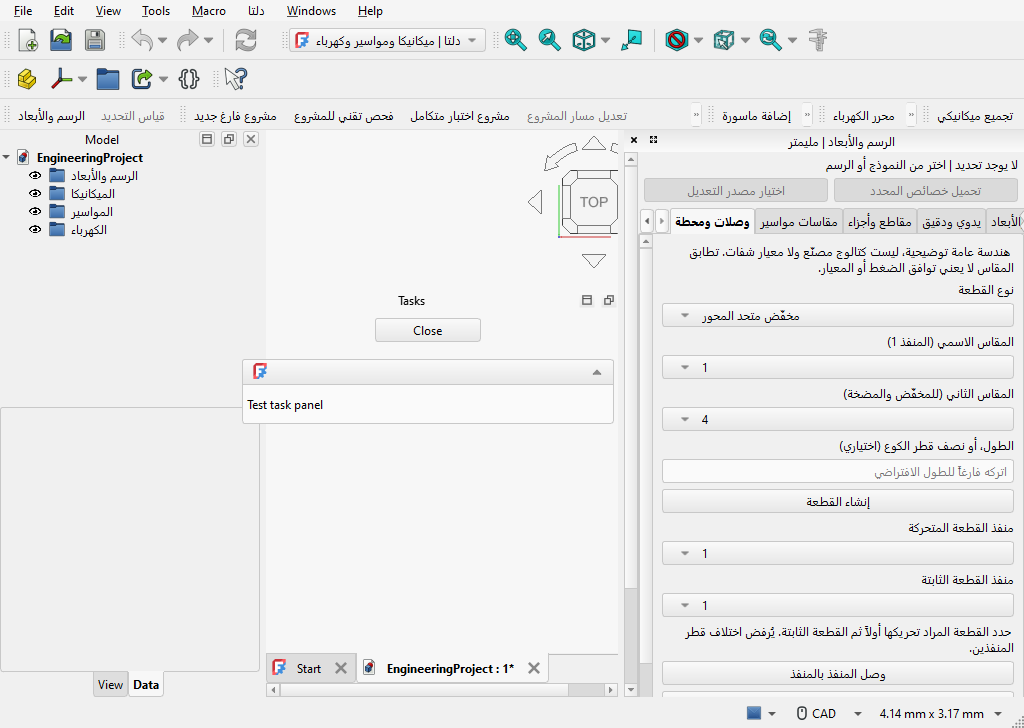 File Edit View Tools Macro دلتا Windows Help
دلتا | ميكانيكا ومواسير وكهرباء
الرسم والأبعاد قياس التحديد مشروع فارغ جديد فحص تقني للمشروع مشروع اختبار متكامل تعديل مسار المشروع » إضافة ماسورة » محرر الكهرباء » تجميع ميكانيكي
Model
EngineeringProject
الرسم والأبعاد
الميكانيكا
المواسير
الكهرباء
View Data
TOP
Tasks
Close
Test task panel
Start
EngineeringProject : 1*
الرسم والأبعاد | مليمتر
لا يوجد تحديد | اختر من النموذج أو الرسم
تحميل خصائص المحدد
اختيار مصدر التعديل
الأبعاد يدوي ودقيق مقاطع وأجزاء مقاسات مواسير وصلات ومحطة
هندسة عامة توضيحية، ليست كتالوج مصنّع ولا معيار شفات. تطابق
المقاس لا يعني توافق الضغط أو المعيار.
نوع القطعة
مخفّض متحد المحور
المقاس الاسمي (المنفذ 1)
1
المقاس الثاني (للمخفّض والمضخة)
4
الطول، أو نصف قطر الكوع (اختياري)
اتركه فارغاً للطول الافتراضي
إنشاء القطعة
منفذ القطعة المتحركة
1
منفذ القطعة الثابتة
1
حدد القطعة المراد تحريكها أولاً ثم القطعة الثابتة. يُرفض اختلاف قطر
المنفذين.
وصل المنفذ بالمنفذ
CAD
4.14 mm x 3.17 mm